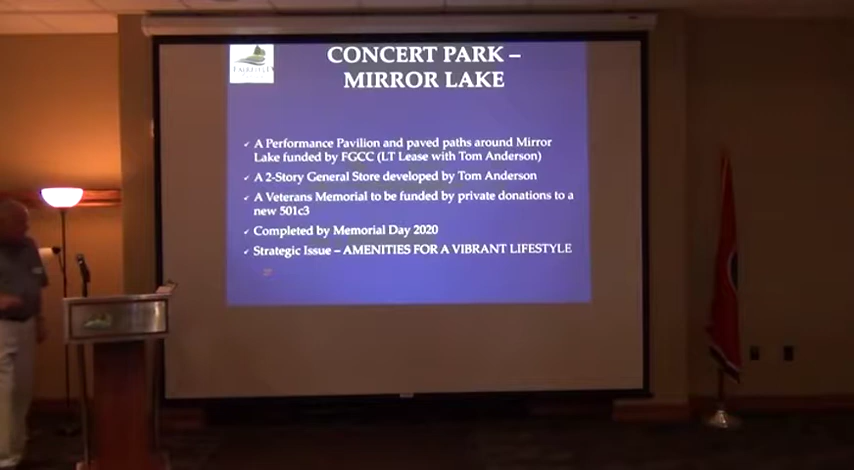 FAIRFIELD
CONCERT PARK –
MIRROR LAKE
✓ A Performance Pavilion and paved paths around Mirror
Lake funded by FGCC (LT Lease with Tom Anderson)
✓ A 2-Story General Store developed by Tom Anderson
✓ A Veterans Memorial to be funded by private donations to a
new 501c3
✓ Completed by Memorial Day 2020
✓ Strategic Issue – AMENITIES FOR A VIBRANT LIFESTYLE